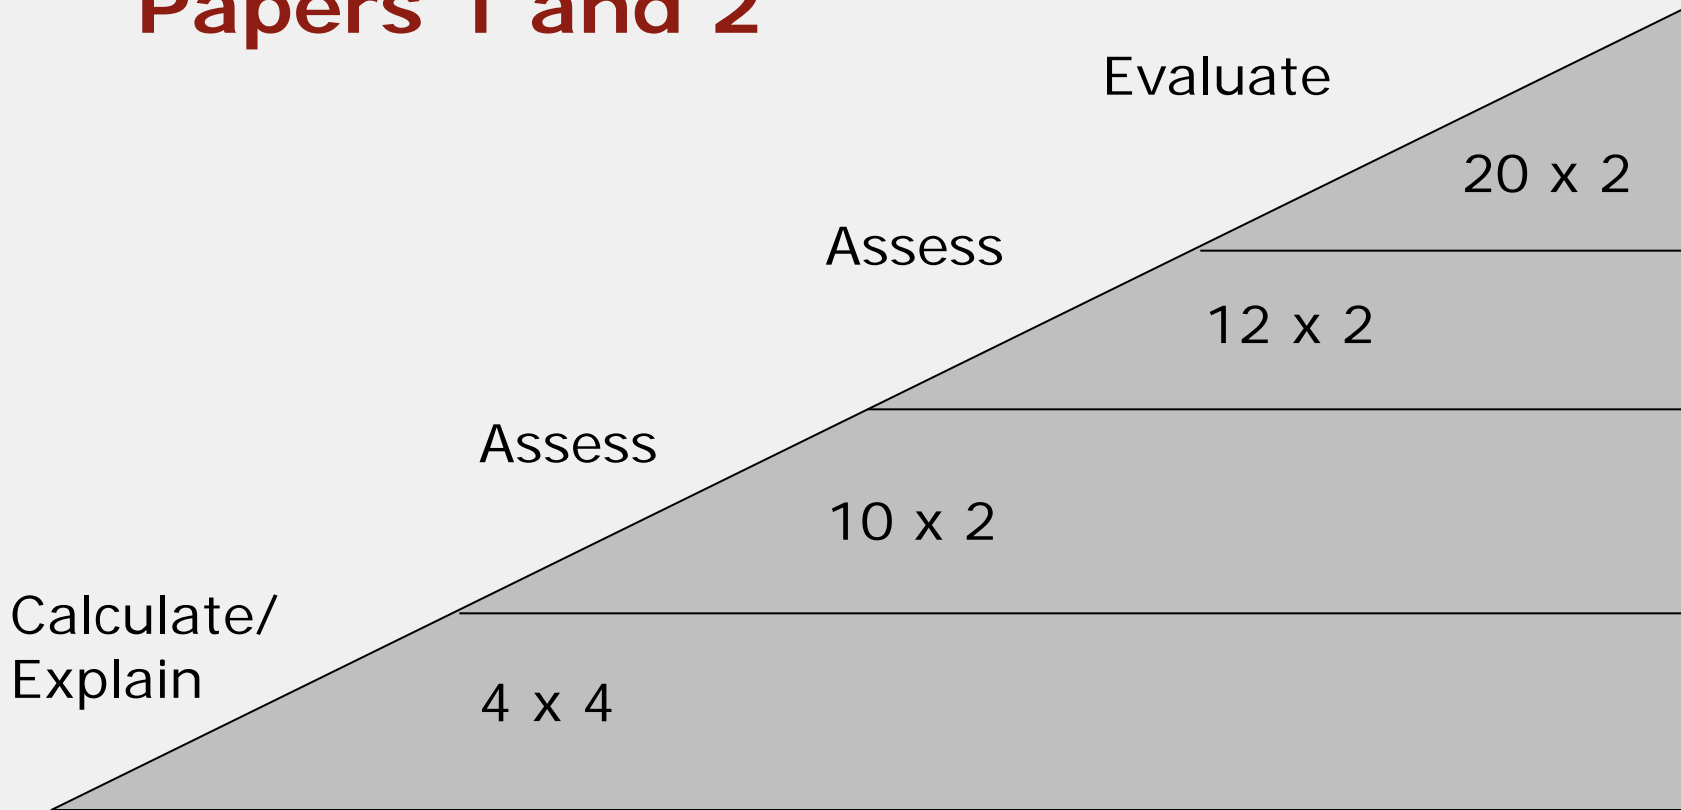 Papers 1 and 2
Evaluate
20 x 2
Assess
12 x 2
Assess
10 x 2
Calculate/
Explain
4 x 4